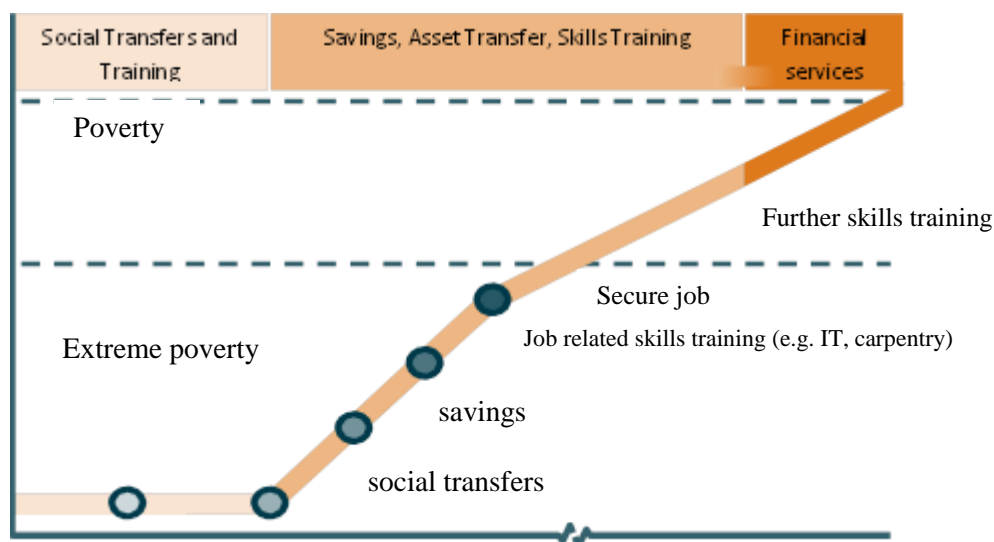 Social Transfers and
Training
Savings, Asset Transfer, Skills Training
Financial
services
Poverty
Further skills training
Secure job
Extreme poverty
Job related skills training (e.g. IT, carpentry)
savings
social transfers